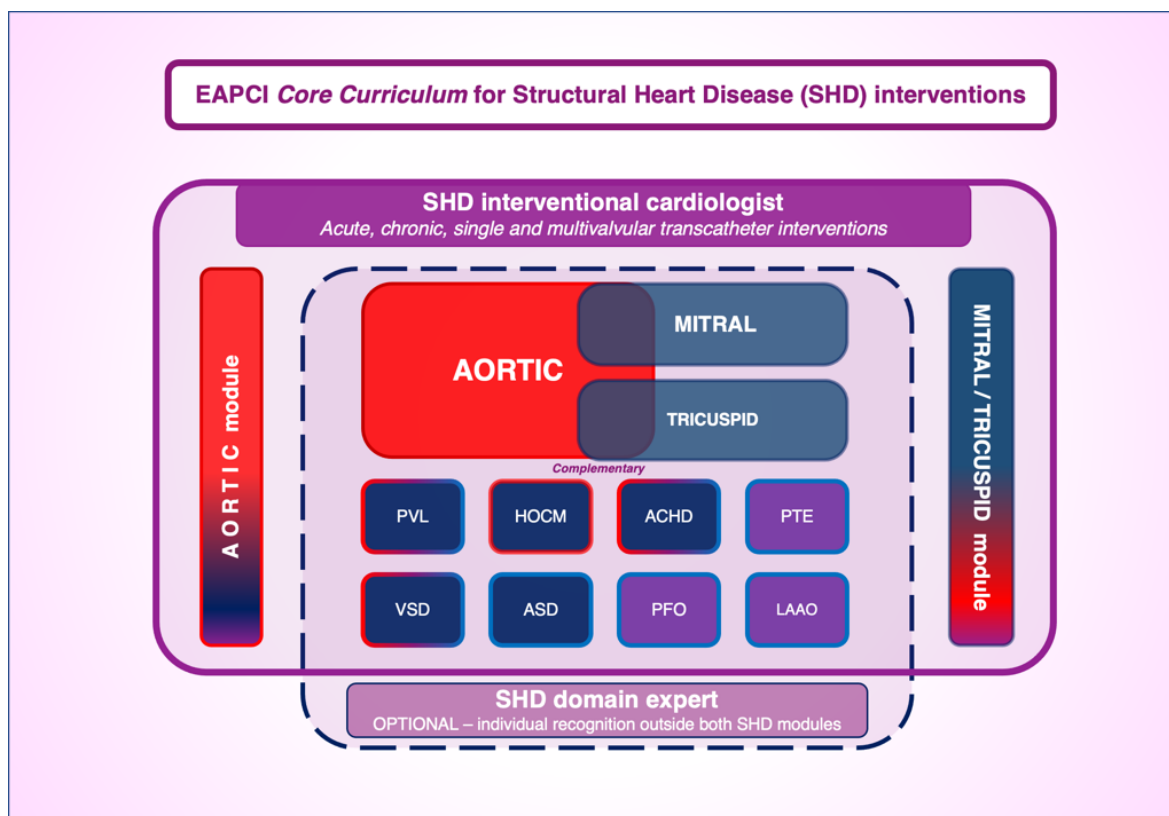 EAPCI Core Curriculum for Structural Heart Disease (SHD) interventions
SHD interventional cardiologist
Acute, chronic, single and multivalvular transcatheter interventions
AORTIC module
AORTIC
MITRAL
TRICUSPID
MITRAL / TRICUSPID module
Complementary
PVL
HOCM
ACHD
PTE
VSD
ASD
PFO
LAAO
SHD domain expert
OPTIONAL – individual recognition outside both SHD modules